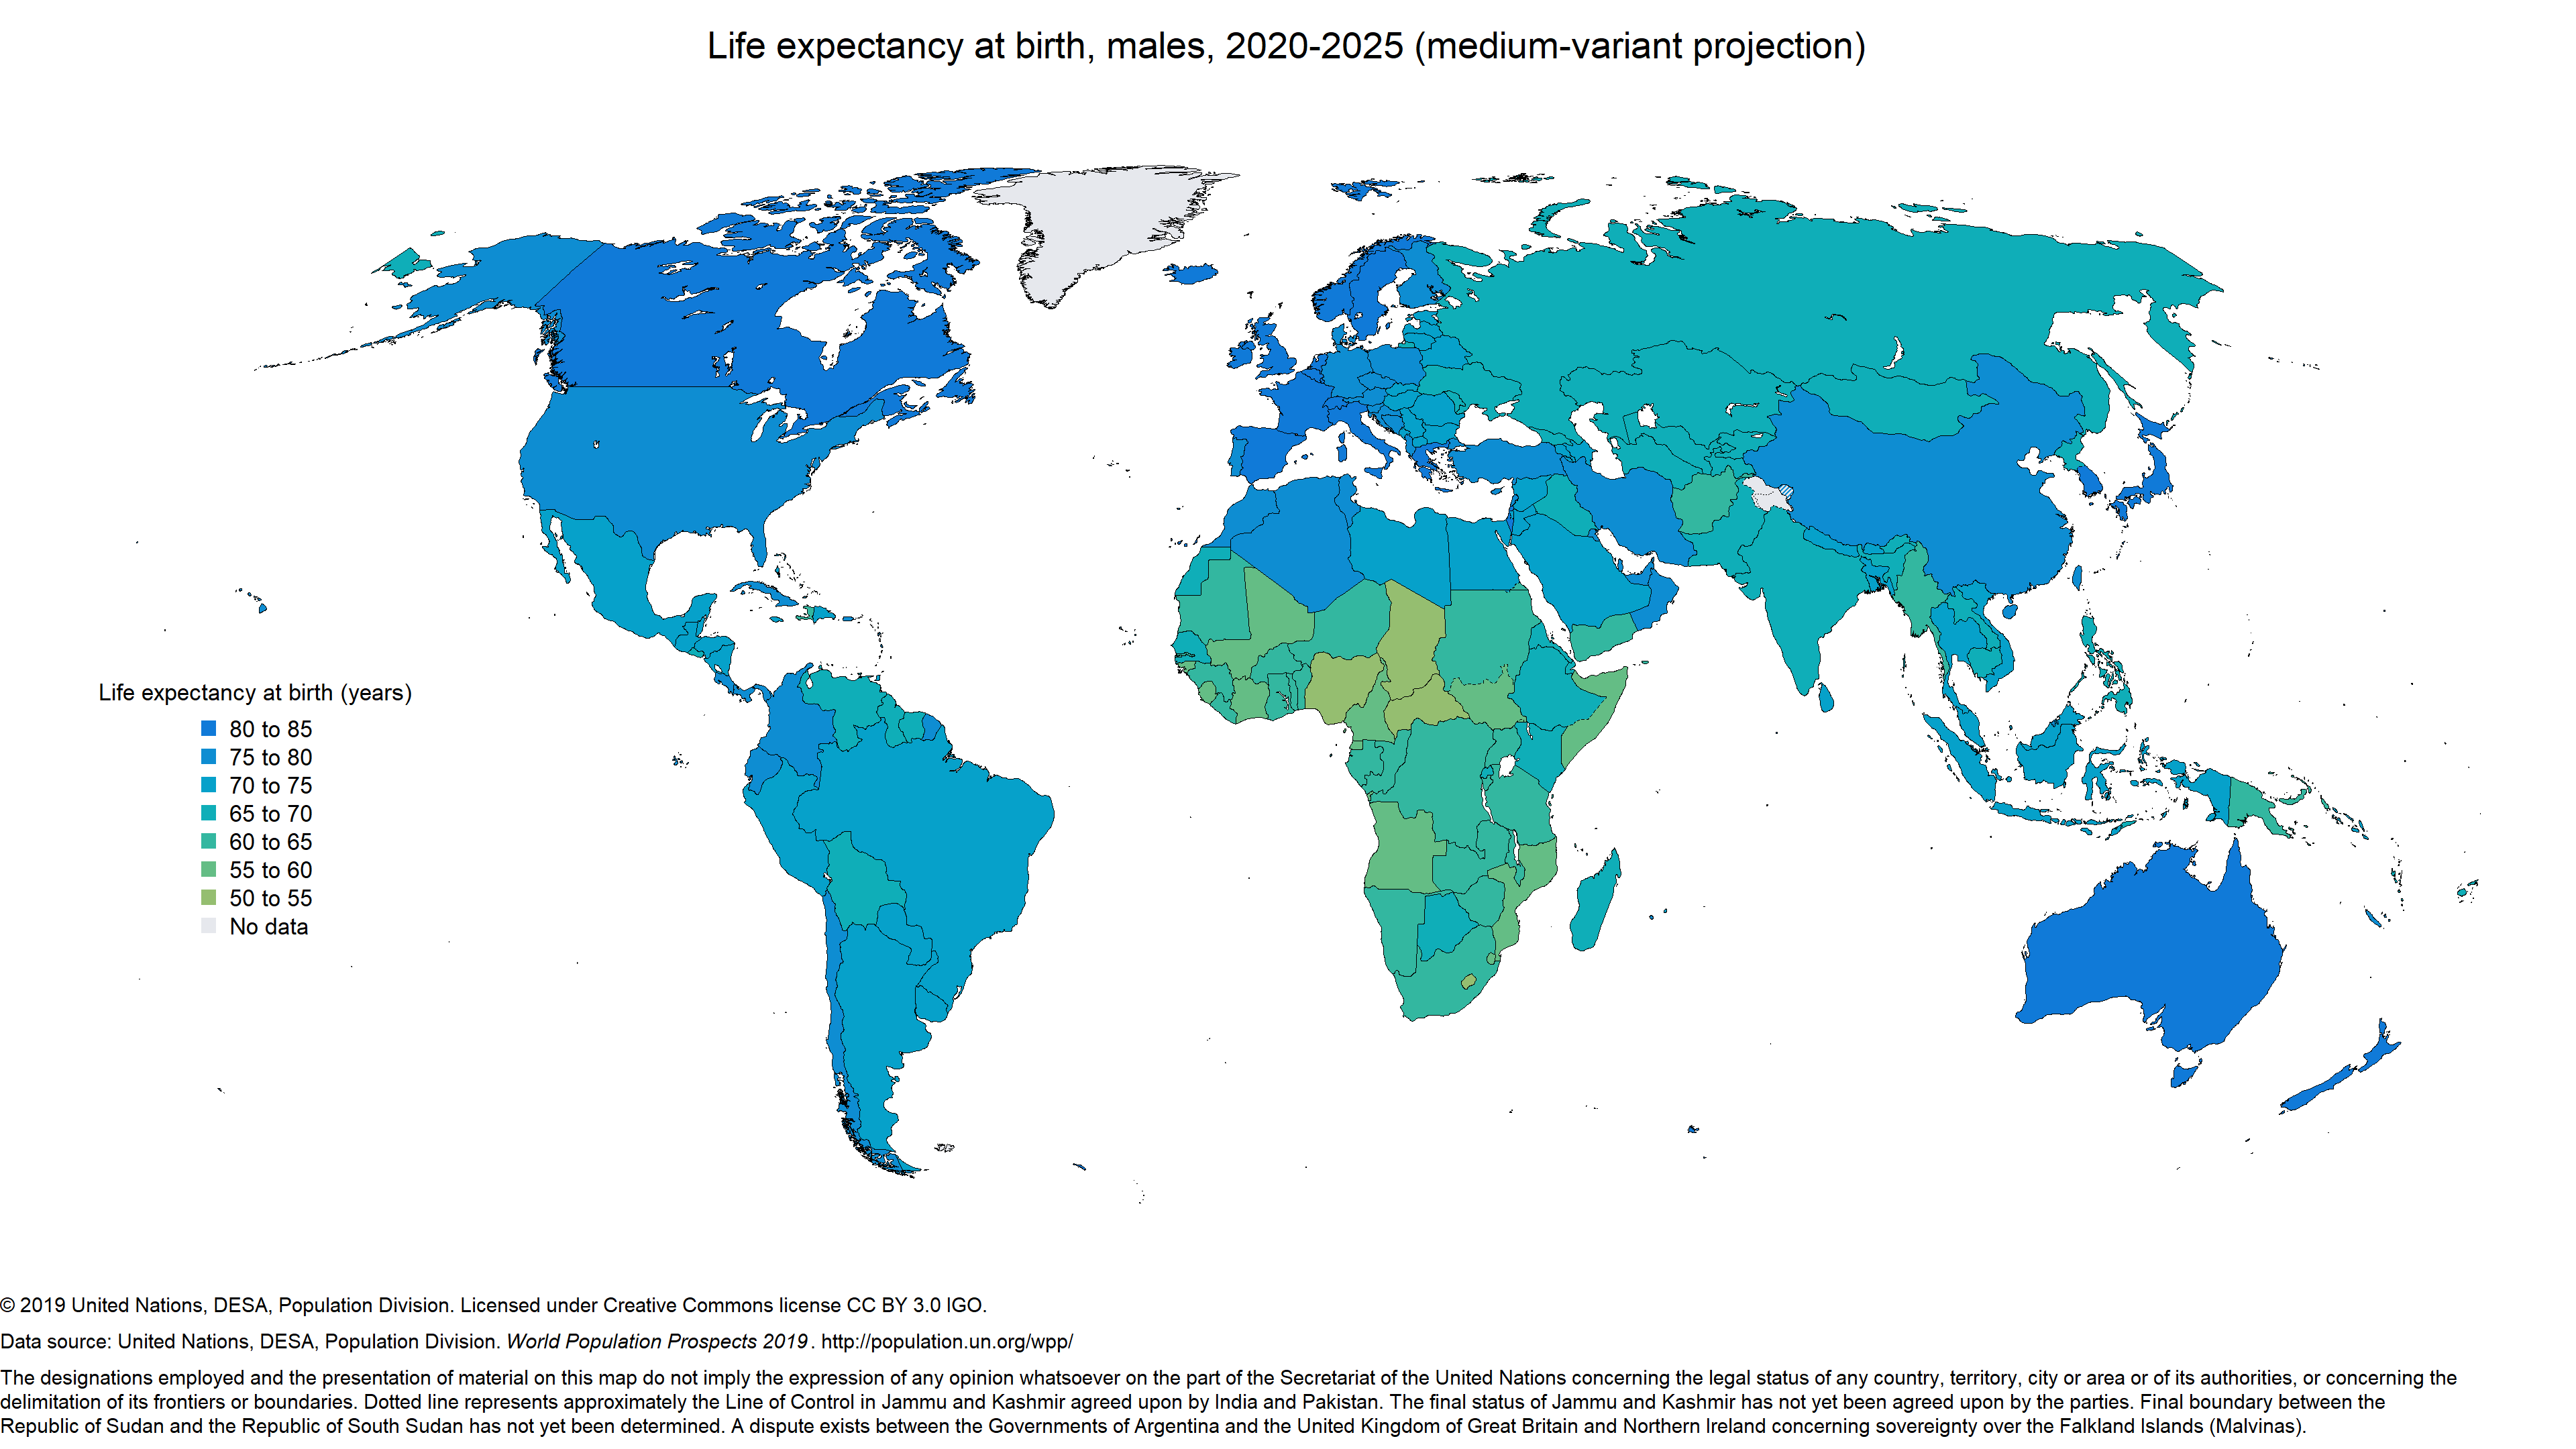 Life expectancy at birth, males, 2020-2025 (medium-variant projection)
Life expectancy at birth (years)
80 to 85
75 to 80
70 to 75
65 to 70
60 to 65
55 to 60
50 to 55
No data
© 2019 United Nations, DESA, Population Division. Licensed under Creative Commons license CC BY 3.0 IGO.
Data source: United Nations, DESA, Population Division. World Population Prospects 2019. http://population.un.org/wpp/
The designations employed and the presentation of material on this map do not imply the expression of any opinion whatsoever on the part of the Secretariat of the United Nations concerning the legal status of any country, territory, city or area or of its authorities, or concerning the
delimitation of its frontiers or boundaries. Dotted line represents approximately the Line of Control in Jammu and Kashmir agreed upon by India and Pakistan. The final status of Jammu and Kashmir has not yet been agreed upon by the parties. Final boundary between the
Republic of Sudan and the Republic of South Sudan has not yet been determined. A dispute exists between the Governments of Argentina and the United Kingdom of Great Britain and Northern Ireland concerning sovereignty over the Falkland Islands (Malvinas).